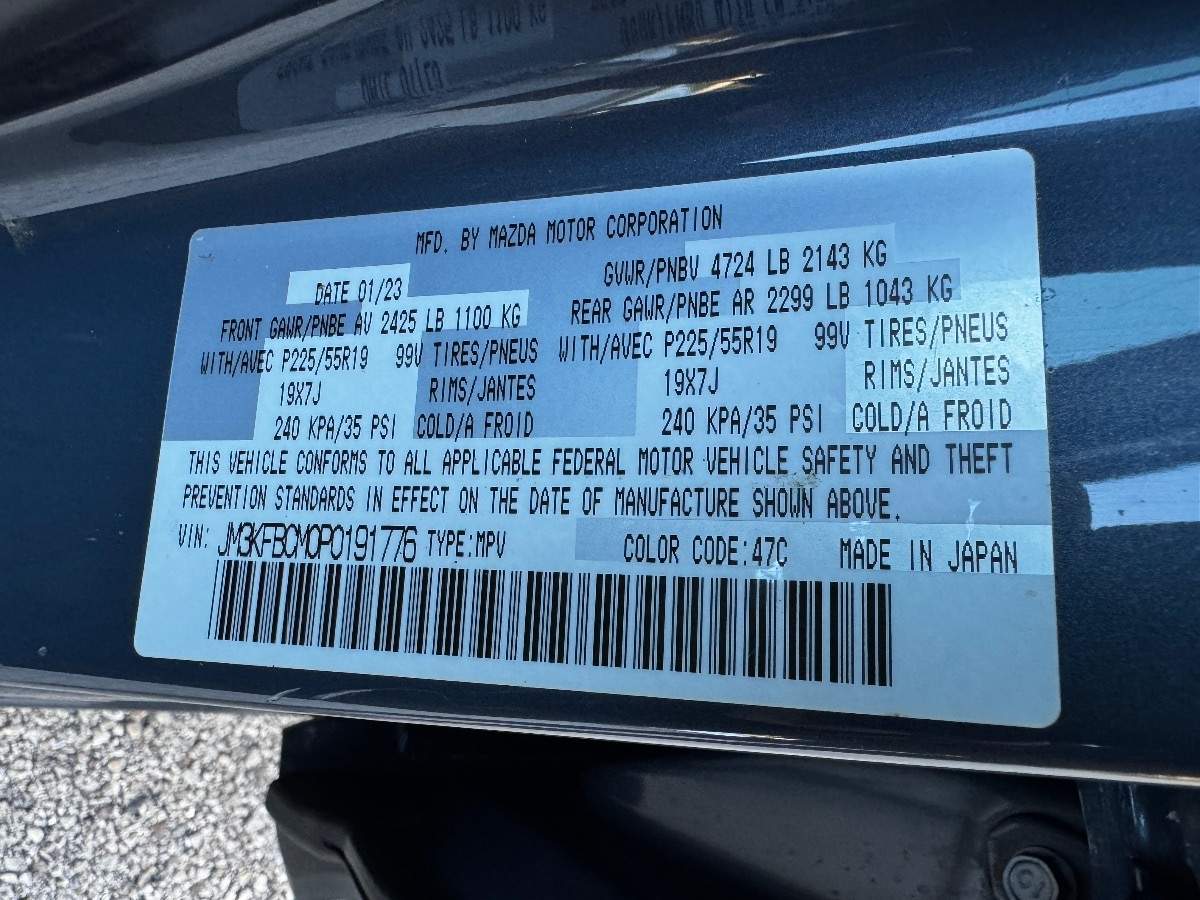 MFD. BY MAZDA MOTOR CORPORATION
DATE 01/23 GVWR/PNBV 4724 LB 2143 KG
FRONT GAWR/PNBE AV 2425 LB 1100 KG REAR GAWR/PNBE AR 2299 LB 1043 KG
WITH/AVEC P225/55R19 99V TIRES/PNEUS WITH/AVEC P225/55R19 99V TIRES/PNEUS
19X7J RIMS/JANTES 19X7J RIMS/JANTES
240 KPA/35 PSI COLD/A FROID 240 KPA/35 PSI COLD/A FROID
THIS VEHICLE CONFORMS TO ALL APPLICABLE FEDERAL MOTOR VEHICLE SAFETY AND THEFT
PREVENTION STANDARDS IN EFFECT ON THE DATE OF MANUFACTURE SHOWN ABOVE.
VIN: JM3KFBCM0P0191776 TYPE:MPV COLOR CODE:47C MADE IN JAPAN